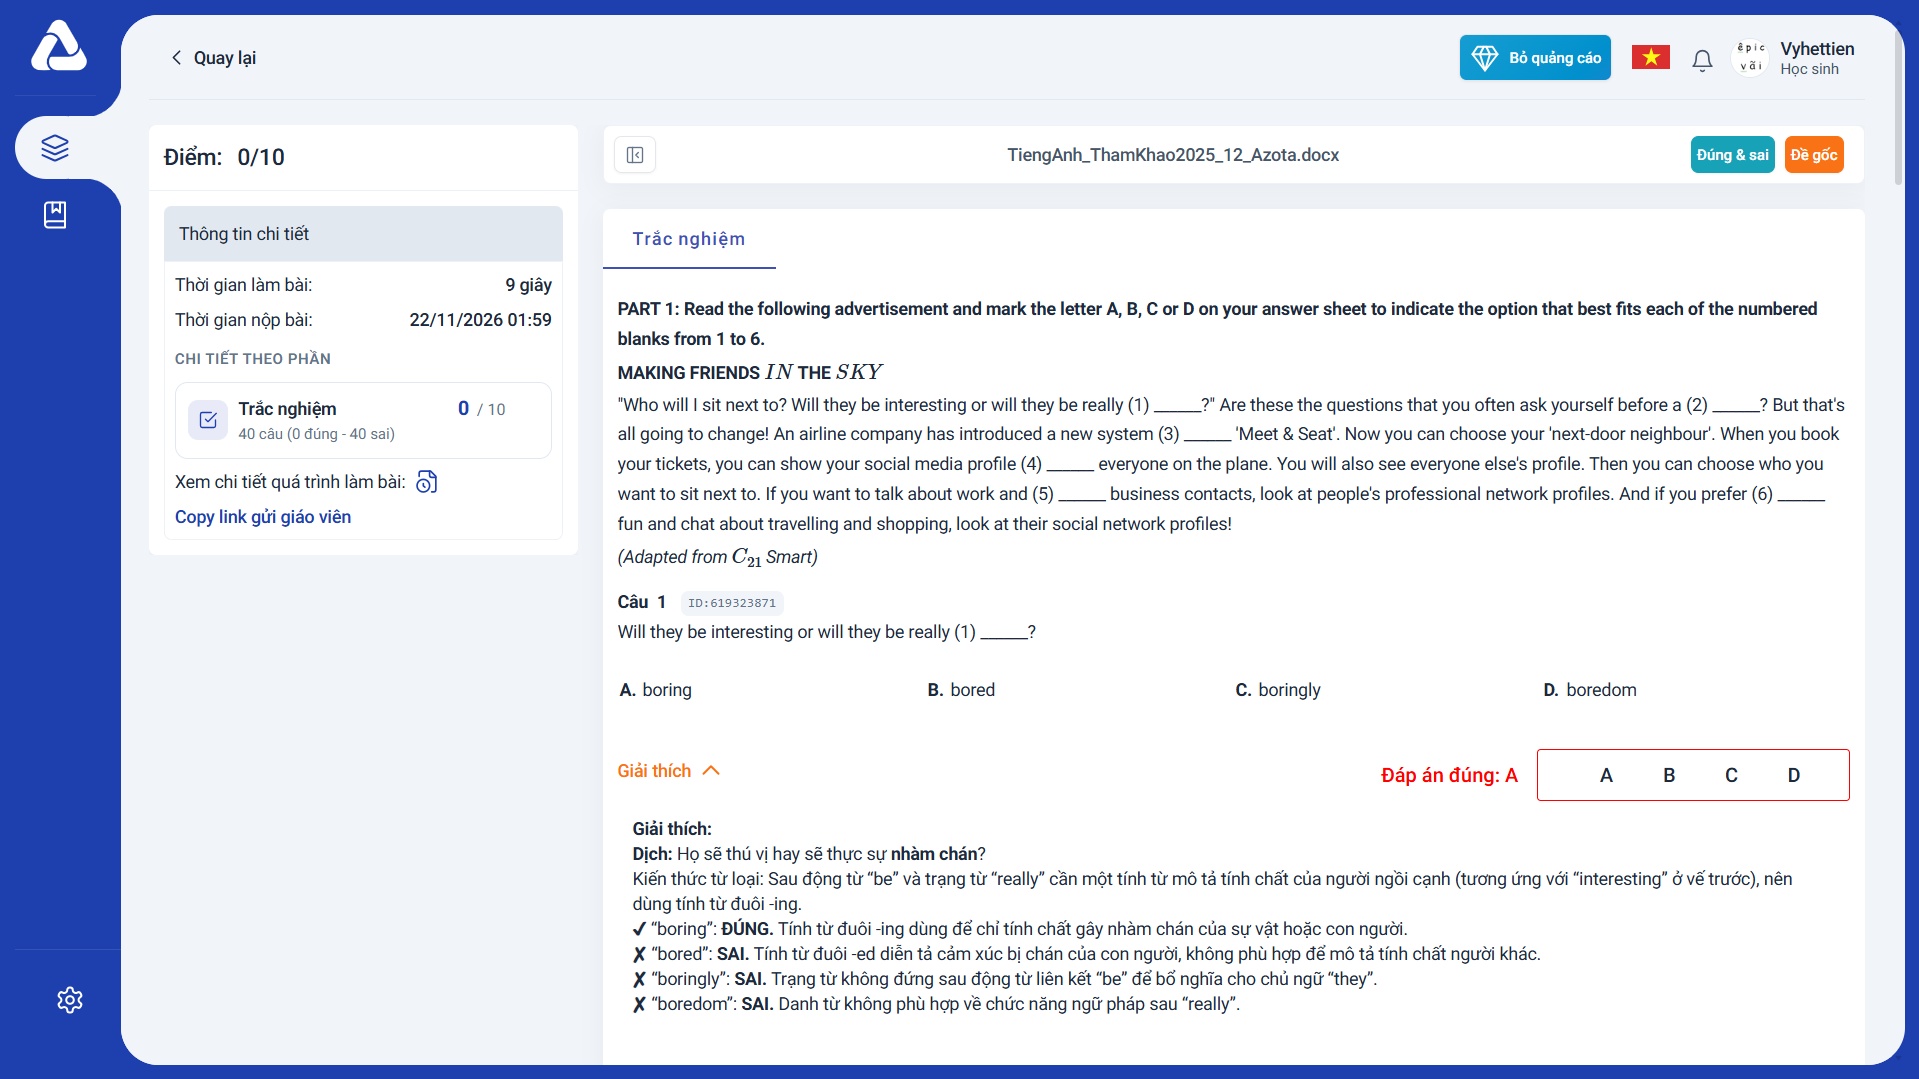 Quay lại
Bỏ quảng cáo
êpic
vãi
Vyhettien
Học sinh
Điểm: 0/10
Thông tin chi tiết
Thời gian làm bài: 9 giây
Thời gian nộp bài: 22/11/2026 01:59
CHI TIẾT THEO PHẦN
Trắc nghiệm 0 / 10
40 câu (0 đúng - 40 sai)
Xem chi tiết quá trình làm bài:
Copy link gửi giáo viên
TiengAnh_ThamKhao2025_12_Azota.docx
Đúng & sai
Đề gốc
Trắc nghiệm
PART 1: Read the following advertisement and mark the letter A, B, C or D on your answer sheet to indicate the option that best fits each of the numbered
blanks from 1 to 6.
MAKING FRIENDS IN THE SKY
"Who will I sit next to? Will they be interesting or will they be really (1) _____?" Are these the questions that you often ask yourself before a (2) _____? But that's
all going to change! An airline company has introduced a new system (3) _____ 'Meet & Seat'. Now you can choose your 'next-door neighbour'. When you book
your tickets, you can show your social media profile (4) _____ everyone on the plane. You will also see everyone else's profile. Then you can choose who you
want to sit next to. If you want to talk about work and (5) _____ business contacts, look at people's professional network profiles. And if you prefer (6) _____
fun and chat about travelling and shopping, look at their social network profiles!
(Adapted from C21 Smart)
Câu 1 ID:619323871
Will they be interesting or will they be really (1) _____?
A. boring B. bored C. boringly D. boredom
Giải thích
Đáp án đúng: A A B C D
Giải thích:
Dịch: Họ sẽ thú vị hay sẽ thực sự nhàm chán?
Kiến thức từ loại: Sau động từ “be” và trạng từ “really” cần một tính từ mô tả tính chất của người ngồi cạnh (tương ứng với “interesting” ở vế trước), nên
dùng tính từ đuôi -ing.
✔ “boring”: ĐÚNG. Tính từ đuôi -ing dùng để chỉ tính chất gây nhàm chán của sự vật hoặc con người.
✘ “bored”: SAI. Tính từ đuôi -ed diễn tả cảm xúc bị chán của con người, không phù hợp để mô tả tính chất người khác.
✘ “boringly”: SAI. Trạng từ không đứng sau động từ liên kết “be” để bổ nghĩa cho chủ ngữ “they”.
✘ “boredom”: SAI. Danh từ không phù hợp về chức năng ngữ pháp sau “really”.